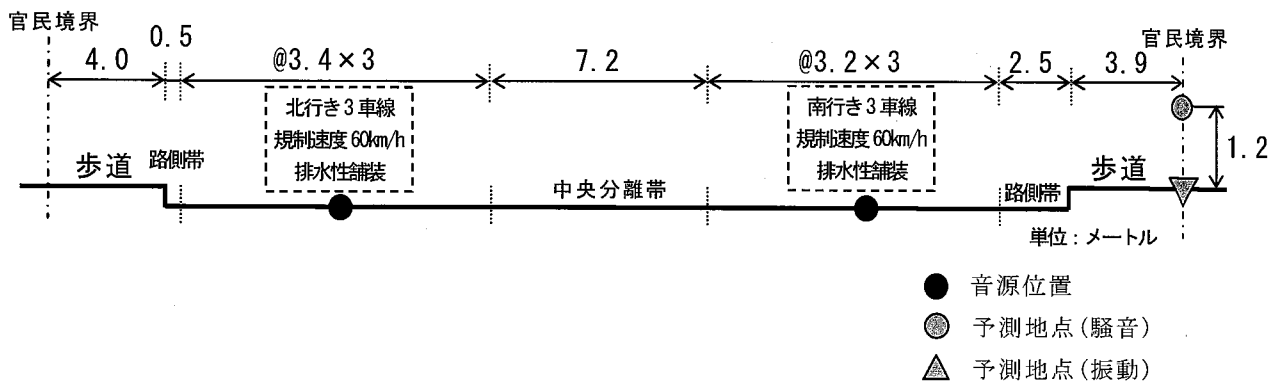 官民境界
官民境界
4.0
0.5
@3.4×3
7.2
@3.2×3
2.5
3.9
北行き3車線
規制速度60km/h
排水性舗装
南行き3車線
規制速度60km/h
排水性舗装
1.2
歩道
路側帯
中央分離帯
路側帯
歩道
単位:メートル
音源位置
予測地点(騒音)
予測地点(振動)